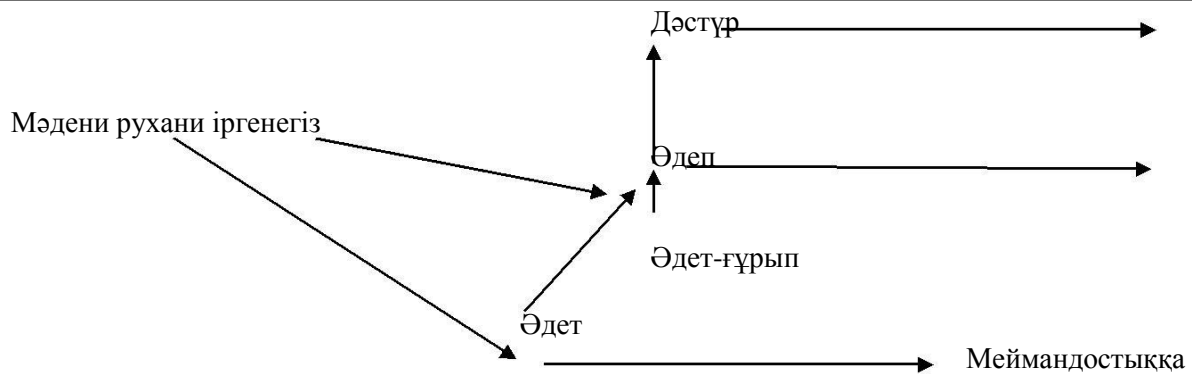 Дәстүр
Мәдени рухани іргенегіз
Әдеп
Әдет-ғұрып
Әдет
Меймандостыққа